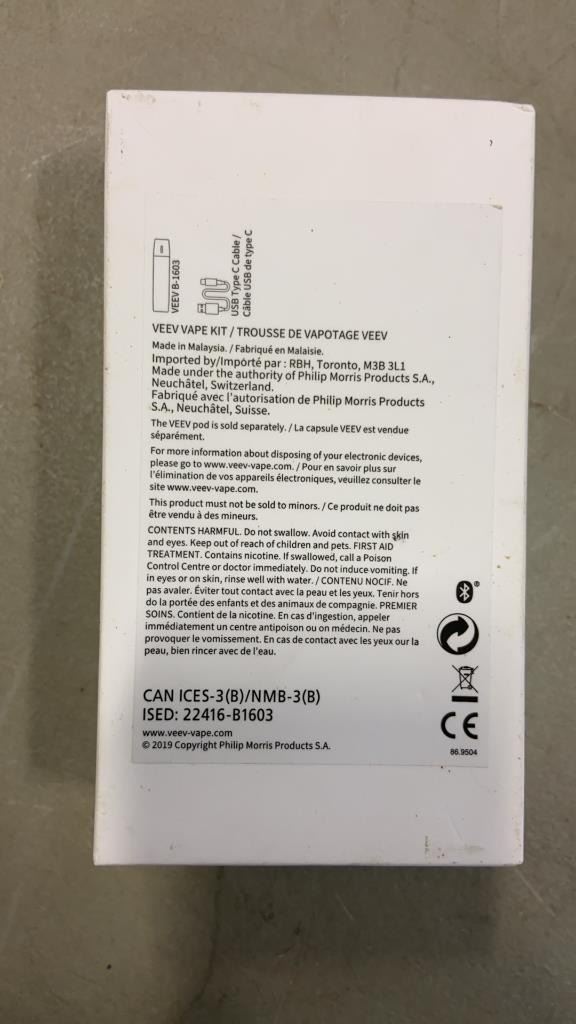 VEEV B-1603
USB Type C Cable /
Câble USB de type C
VEEV VAPE KIT / TROUSSE DE VAPOTAGE VEEV
Made in Malaysia. / Fabriqué en Malaisie.
Imported by/Importé par : RBH, Toronto, M3B 3L1
Made under the authority of Philip Morris Products S.A.,
Neuchâtel, Switzerland.
Fabriqué avec l'autorisation de Philip Morris Products
S.A., Neuchâtel, Suisse.
The VEEV pod is sold separately. / La capsule VEEV est vendue
séparément.
For more information about disposing of your electronic devices,
please go to www.veev-vape.com. / Pour en savoir plus sur
l'élimination de vos appareils électroniques, veuillez consulter le
site www.veev-vape.com.
This product must not be sold to minors. / Ce produit ne doit pas
être vendu à des mineurs.
CONTENTS HARMFUL. Do not swallow. Avoid contact with skin
and eyes. Keep out of reach of children and pets. FIRST AID
TREATMENT. Contains nicotine. If swallowed, call a Poison
Control Centre or doctor immediately. Do not induce vomiting. If
in eyes or on skin, rinse well with water. / CONTENU NOCIF. Ne
pas avaler. Éviter tout contact avec la peau et les yeux. Tenir hors
do la portée des enfants et des animaux de compagnie. PREMIER
SOINS. Contient de la nicotine. En cas d'ingestion, appeler
immédiatement un centre antipoison ou on médecin. Ne pas
provoquer le vomissement. En cas de contact avec les yeux our la
peau, bien rincer avec de l'eau.
CAN ICES-3(B)/NMB-3(B)
ISED: 22416-B1603
www.veev-vape.com
© 2019 Copyright Philip Morris Products S.A.
®
CE
86.9504